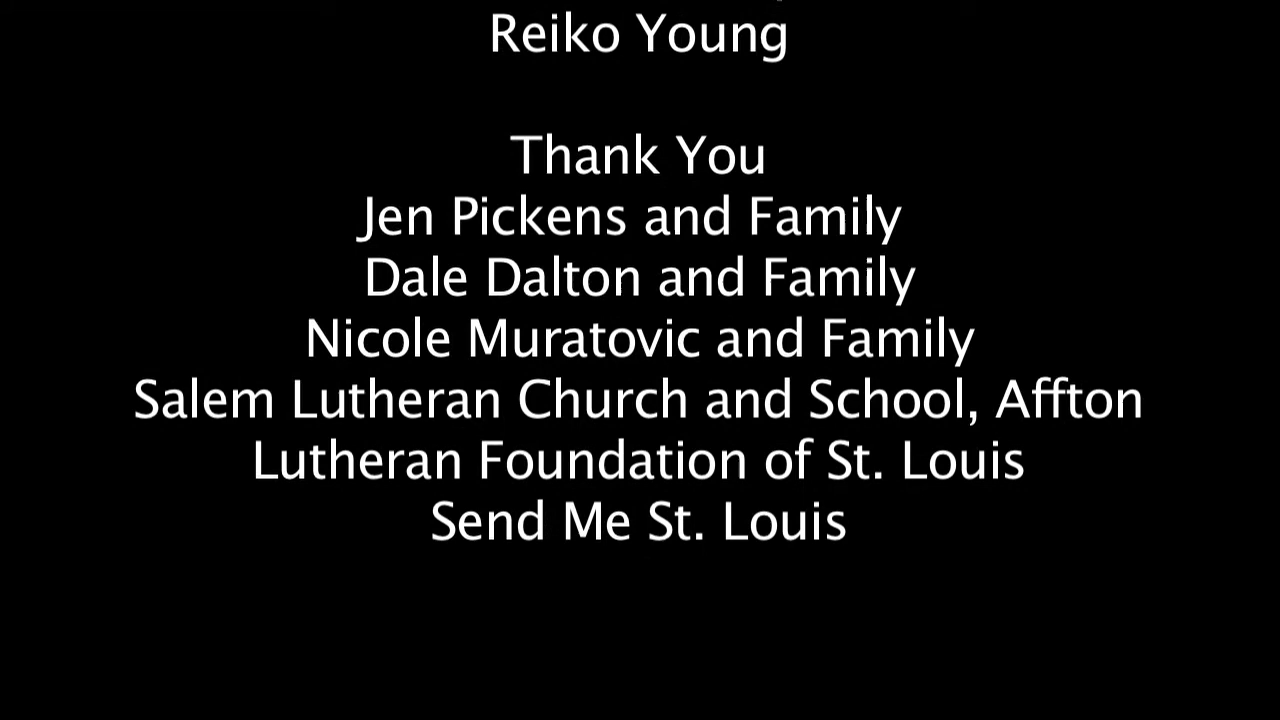 Reiko Young
Thank You
Jen Pickens and Family
Dale Dalton and Family
Nicole Muratovic and Family
Salem Lutheran Church and School, Affton
Lutheran Foundation of St. Louis
Send Me St. Louis